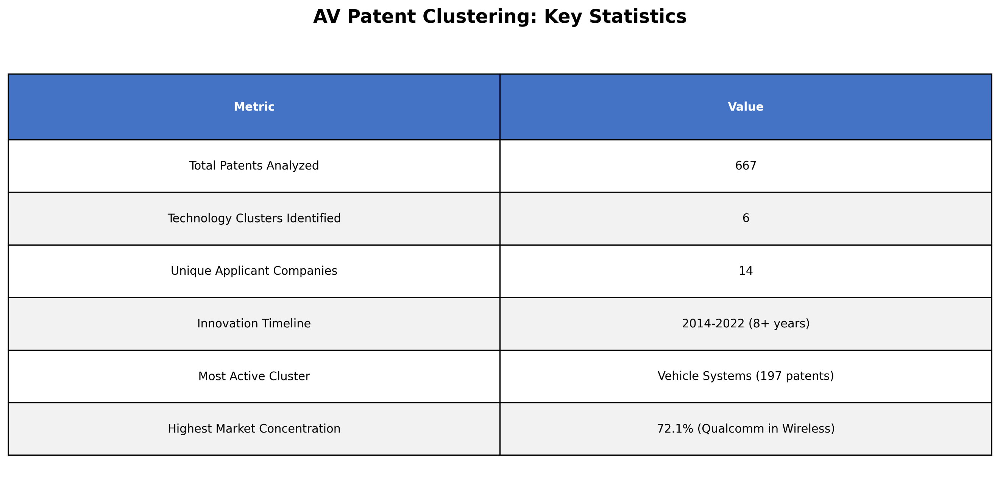 AV Patent Clustering: Key Statistics
Metric Value
Total Patents Analyzed 667
Technology Clusters Identified 6
Unique Applicant Companies 14
Innovation Timeline 2014-2022 (8+ years)
Most Active Cluster Vehicle Systems (197 patents)
Highest Market Concentration 72.1% (Qualcomm in Wireless)